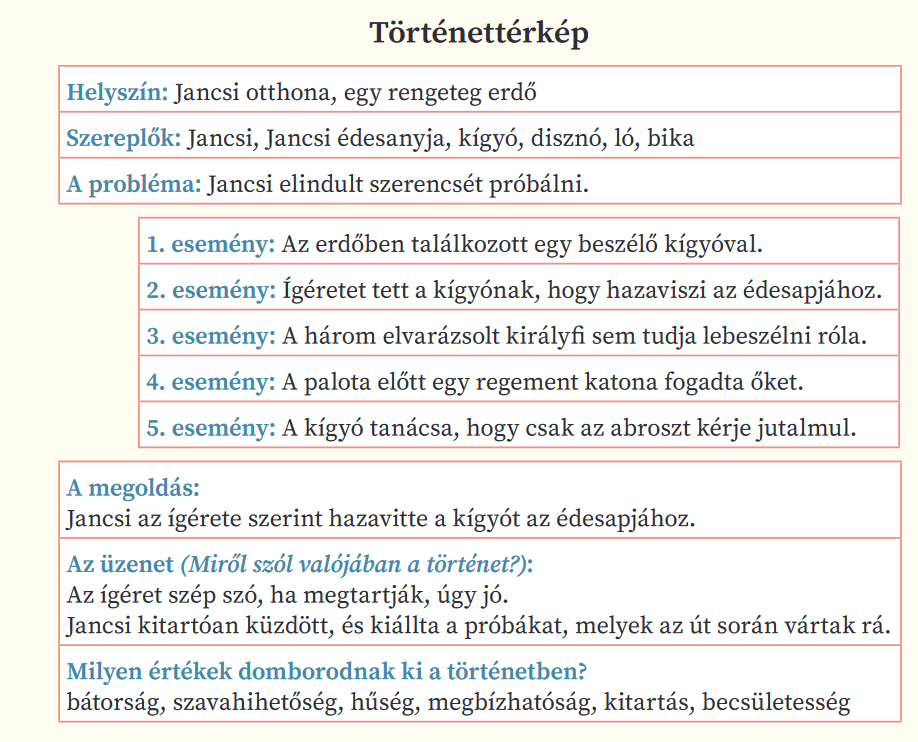 Történettérkép
Helyszín: Jancsi otthona, egy rengeteg erdő
Szereplők: Jancsi, Jancsi édesanyja, kígyó, disznó, ló, bika
A probléma: Jancsi elindult szerencsét próbálni.
1. esemény: Az erdőben találkozott egy beszélő kígyóval.
2. esemény: Ígéretet tett a kígyónak, hogy hazaviszi az édesapjához.
3. esemény: A három elvarázsolt királyfi sem tudja lebeszélni róla.
4. esemény: A palota előtt egy regement katona fogadta őket.
5. esemény: A kígyó tanácsa, hogy csak az abroszt kérje jutalmul.
A megoldás:
Jancsi az ígérete szerint hazavitte a kígyót az édesapjához.
Az üzenet (Miről szól valójában a történet?):
Az ígéret szép szó, ha megtartják, úgy jó.
Jancsi kitartóan küzdött, és kiállta a próbákat, melyek az út során vártak rá.
Milyen értékek domborodnak ki a történetben?
bátorság, szavahihetőség, hűség, megbízhatóság, kitartás, becsületesség